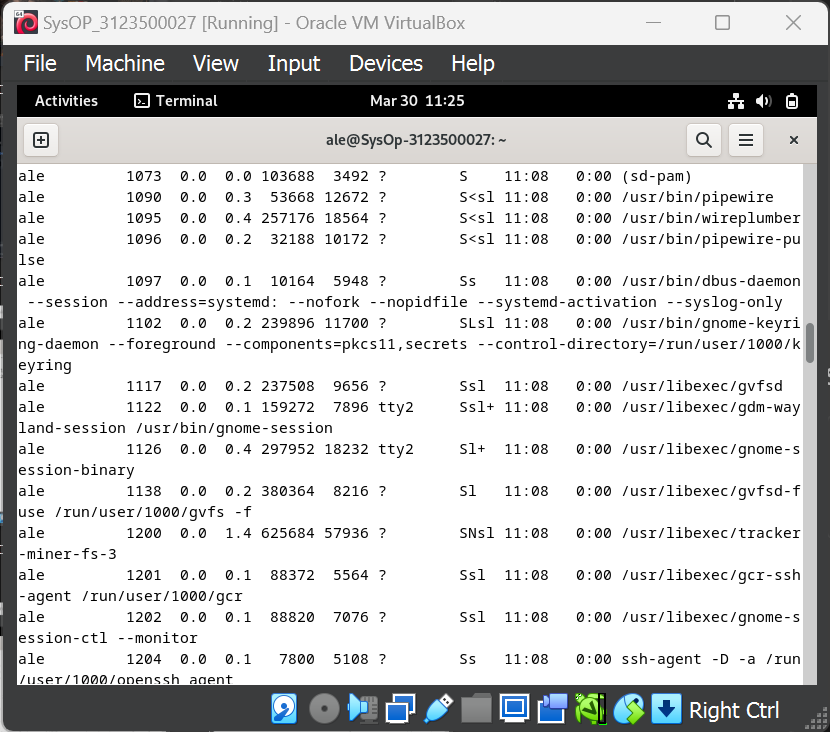 SysOP_3123500027 [Running] - Oracle VM VirtualBox
File Machine View Input Devices Help
Activities Terminal Mar 30 11:25
ale@SysOp-3123500027: ~
ale 1073 0.0 0.0 103688 3492 ? S 11:08 0:00 (sd-pam)
ale 1090 0.0 0.3 53668 12672 ? S<sl 11:08 0:00 /usr/bin/pipewire
ale 1095 0.0 0.4 257176 18564 ? S<sl 11:08 0:00 /usr/bin/wireplumber
ale 1096 0.0 0.2 32188 10172 ? S<sl 11:08 0:00 /usr/bin/pipewire-pu
lse
ale 1097 0.0 0.1 10164 5948 ? Ss 11:08 0:00 /usr/bin/dbus-daemon
--session --address=systemd: --nofork --nopidfile --systemd-activation --syslog-only
ale 1102 0.0 0.2 239896 11700 ? SLsl 11:08 0:00 /usr/bin/gnome-keyri
ng-daemon --foreground --components=pkcs11,secrets --control-directory=/run/user/1000/k
eyring
ale 1117 0.0 0.2 237508 9656 ? Ssl 11:08 0:00 /usr/libexec/gvfsd
ale 1122 0.0 0.1 159272 7896 tty2 Ssl+ 11:08 0:00 /usr/libexec/gdm-way
land-session /usr/bin/gnome-session
ale 1126 0.0 0.4 297952 18232 tty2 Sl+ 11:08 0:00 /usr/libexec/gnome-s
ession-binary
ale 1138 0.0 0.2 380364 8216 ? Sl 11:08 0:00 /usr/libexec/gvfsd-f
use /run/user/1000/gvfs -f
ale 1200 0.0 1.4 625684 57936 ? SNsl 11:08 0:00 /usr/libexec/tracker
-miner-fs-3
ale 1201 0.0 0.1 88372 5564 ? Ssl 11:08 0:00 /usr/libexec/gcr-ssh
-agent /run/user/1000/gcr
ale 1202 0.0 0.1 88820 7076 ? Ssl 11:08 0:00 /usr/libexec/gnome-s
ession-ctl --monitor
ale 1204 0.0 0.1 7800 5108 ? Ss 11:08 0:00 ssh-agent -D -a /run
/user/1000/openssh_agent
Right Ctrl